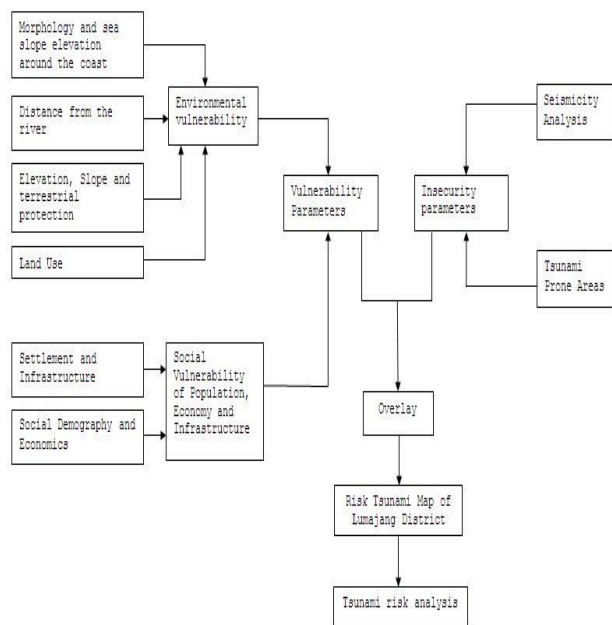 Morphology and sea
slope elevation
around the coast
Distance from the
river
Elevation, Slope and
terrestrial
protection
Land Use
Environmental
vulnerability
Seismicity
Analysis
Vulnerability
Parameters
Insecurity
parameters
Tsunami
Prone Areas
Settlement and
Infrastructure
Social Demography and
Economics
Social
Vulnerability
of Population,
Economy and
Infrastructure
Overlay
Risk Tsunami Map of
Lumajang District
Tsunami risk analysis